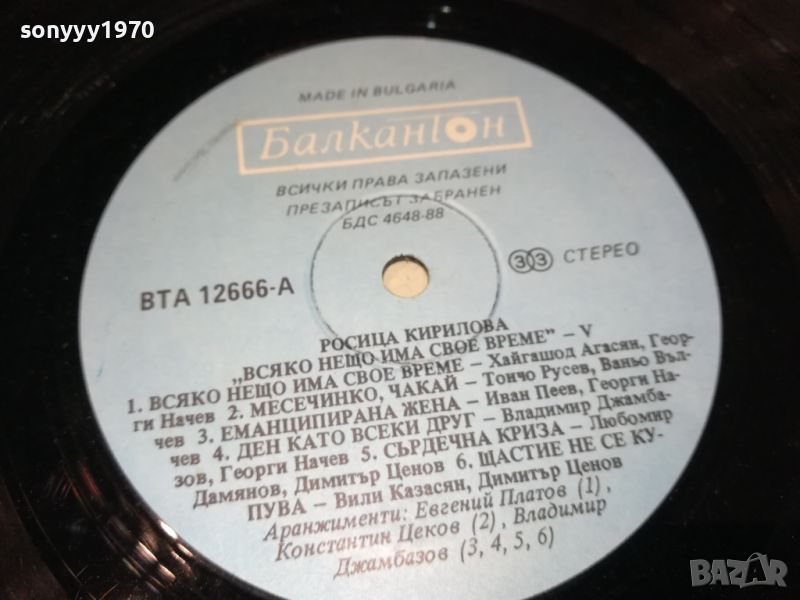 sonyyy1970
MADE IN BULGARIA
Балкантон
ВСИЧКИ ПРАВА ЗАПАЗЕНИ
ПРЕЗАПИСЪТ ЗАБРАНЕН
БДС 4648-88
ВТА 12666-А
33 СТЕРЕО
РОСИЦА КИРИЛОВА
„ВСЯКО НЕЩО ИМА СВОЕ ВРЕМЕ” – V
1. ВСЯКО НЕЩО ИМА СВОЕ ВРЕМЕ – Хайгашод Агасян, Геор-
ги Начев 2. МЕСЕЧИНКО, ЧАКАЙ – Тончо Русев, Ваньо Въл-
чев 3. ЕМАНЦИПИРАНА ЖЕНА – Иван Пеев, Георги На-
чев 4. ДЕН КАТО ВСЕКИ ДРУГ – Владимир Джамба-
зов, Георги Начев 5. СЪРДЕЧНА КРИЗА – Любомир
Дамянов, Димитър Ценов 6. ЩАСТИЕ НЕ СЕ КУ-
ПУВА – Вили Казасян, Димитър Ценов
Аранжименти: Евгений Платов (1),
Константин Цеков (2), Владимир
Джамбазов (3, 4, 5, 6)
BAZAR
bg